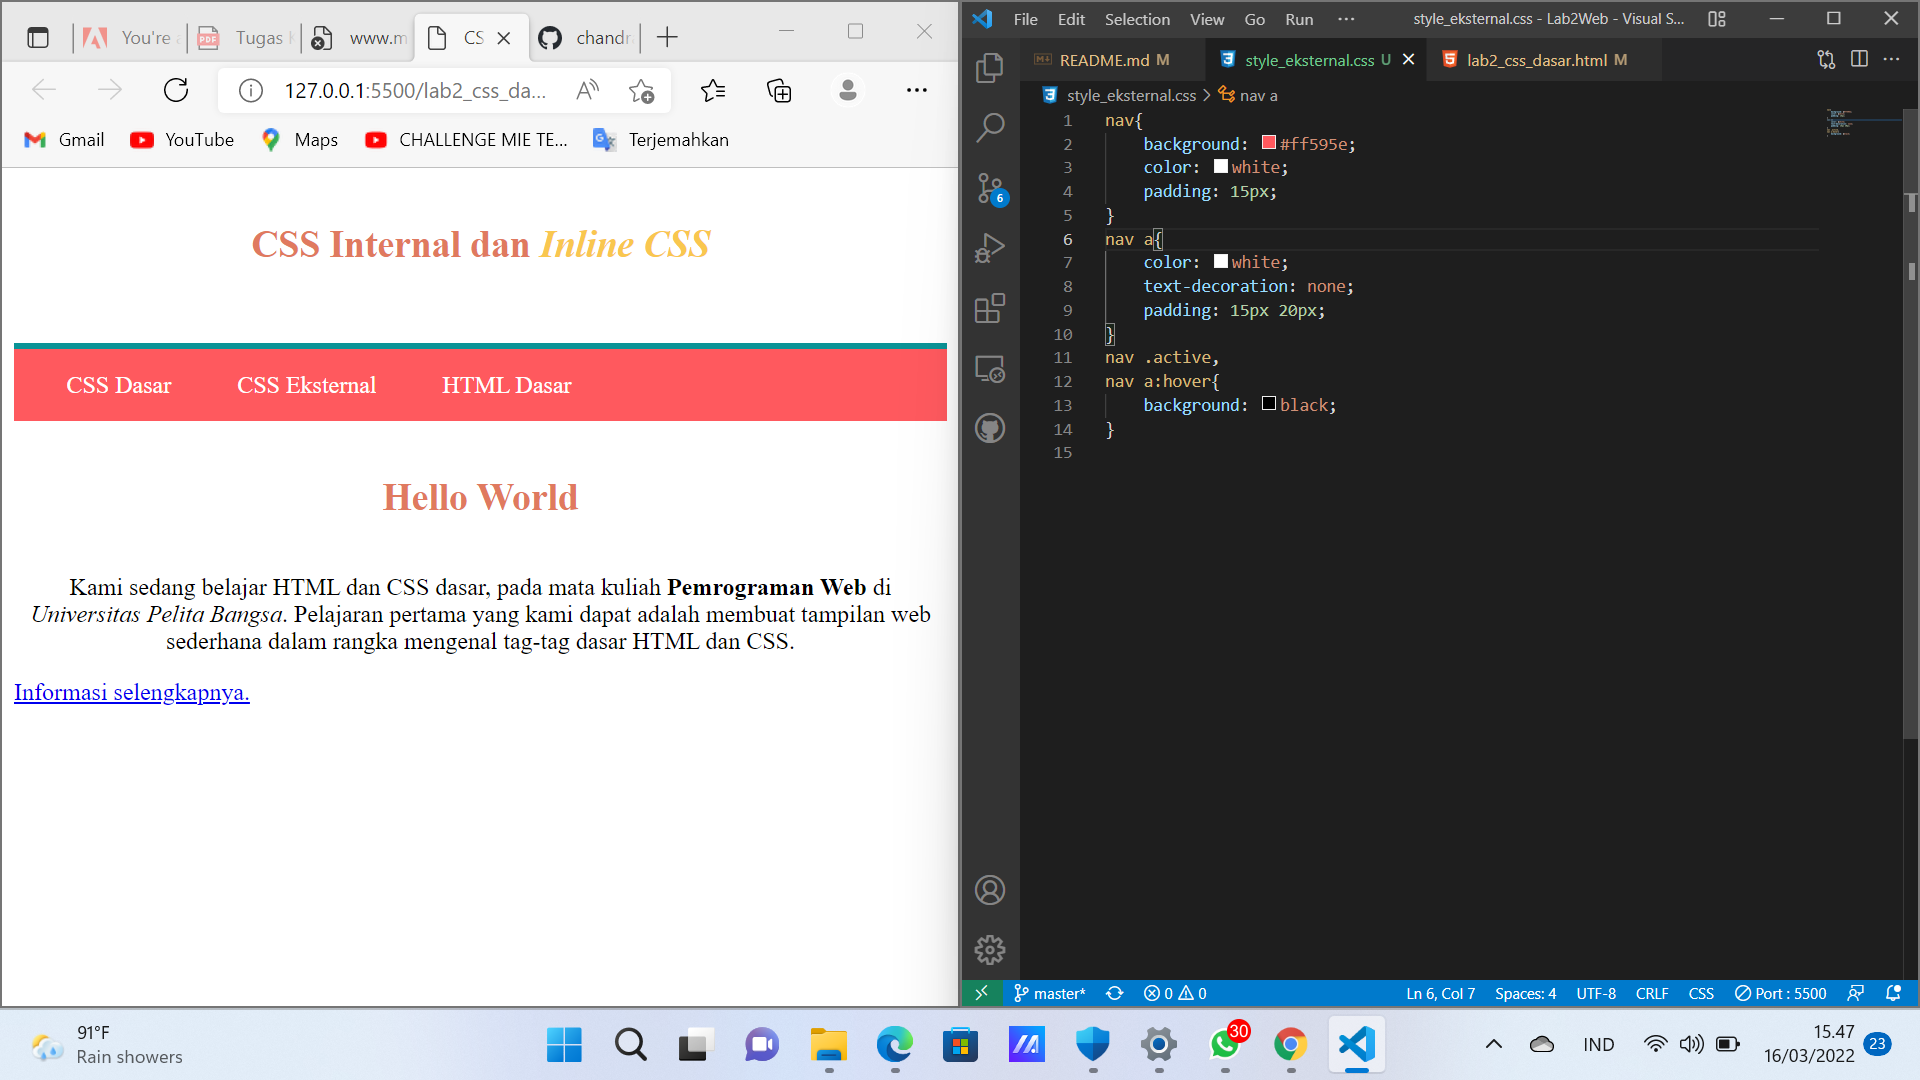 You're a
Tugas K
www.m
CS
chandr
127.0.0.1:5500/lab2_css_da...
Gmail
YouTube
Maps
CHALLENGE MIE TE...
Terjemahkan
CSS Internal dan Inline CSS
CSS Dasar
CSS Eksternal
HTML Dasar
Hello World
Kami sedang belajar HTML dan CSS dasar, pada mata kuliah Pemrograman Web di
Universitas Pelita Bangsa. Pelajaran pertama yang kami dapat adalah membuat tampilan web
sederhana dalam rangka mengenal tag-tag dasar HTML dan CSS.
Informasi selengkapnya.
File Edit Selection View Go Run ···
style_eksternal.css - Lab2Web - Visual S...
README.md M
style_eksternal.css U
lab2_css_dasar.html M
style_eksternal.css > nav a
1 nav{
2 background: #ff595e;
3 color: white;
4 padding: 15px;
5 }
6 nav a{
7 color: white;
8 text-decoration: none;
9 padding: 15px 20px;
10 }
11 nav .active,
12 nav a:hover{
13 background: black;
14 }
15
6
master*
0
0
Ln 6, Col 7
Spaces: 4
UTF-8
CRLF
CSS
Port : 5500
91°F
Rain showers
30
IND
15.47
16/03/2022
23